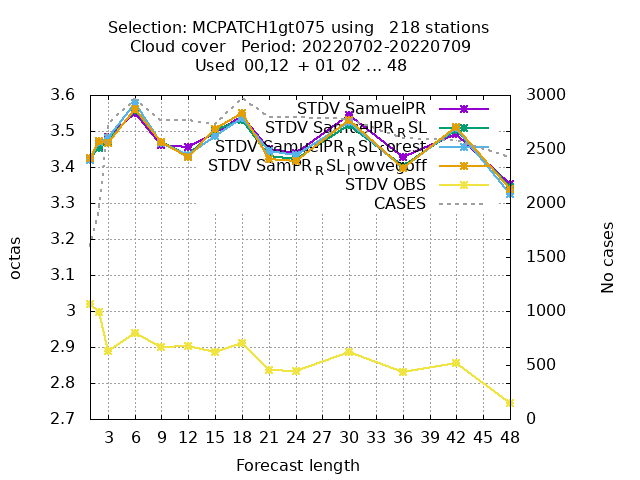 Selection: MCPATCH1gt075 using 218 stations
Cloud cover Period: 20220702-20220709
Used 00,12 + 01 02 ... 48
octas
No cases
3.6
3.5
3.4
3.3
3.2
3.1
3
2.9
2.8
2.7
3000
2500
2000
1500
1000
500
0
STDV SamuelPR
STDV SamuelPR_RSL
STDV OBS
CASES
3 6 9 12 15 18 21 24 27 30 33 36 39 42 45 48
Forecast length